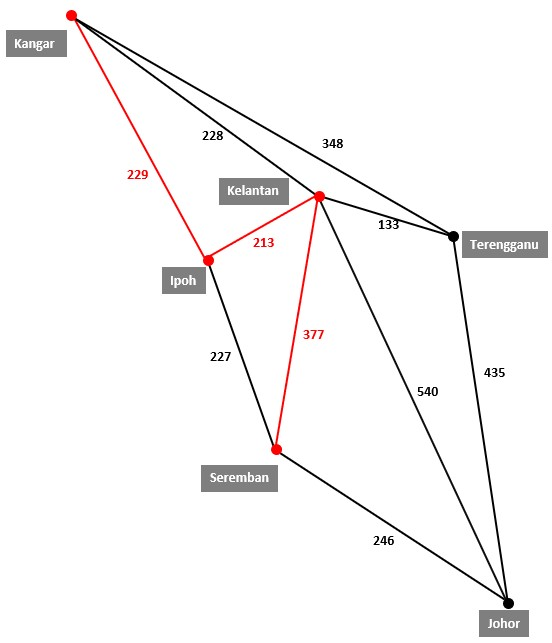 Kangar
228
348
229
Kelantan
133
213
Terengganu
Ipoh
377
227
435
540
Seremban
246
Johor